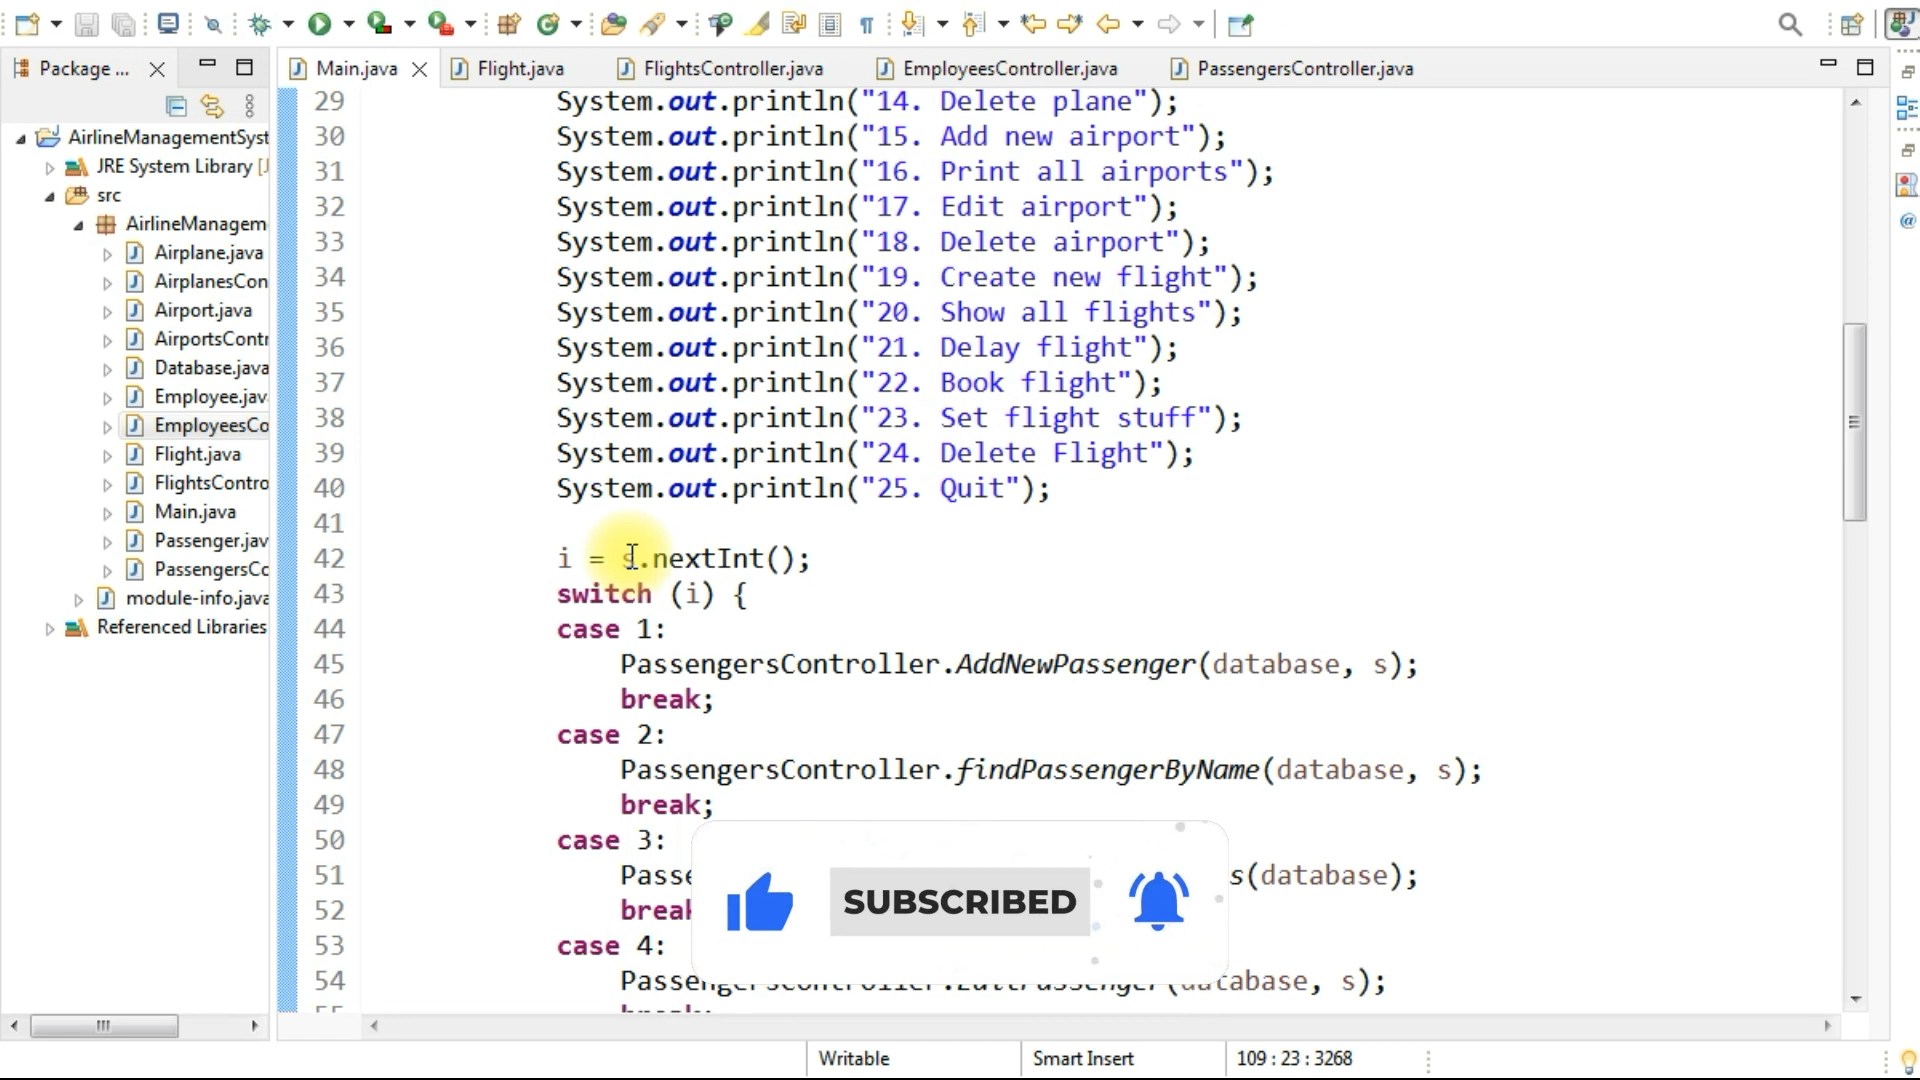 Package ...
Main.java
Flight.java
FlightsController.java
EmployeesController.java
PassengersController.java
AirlineManagementSyst
JRE System Library [J
src
AirlineManagem
Airplane.java
AirplanesCon
Airport.java
AirportsContr
Database.java
Employee.jav
EmployeesCo
Flight.java
FlightsContro
Main.java
Passenger.jav
PassengersCo
module-info.java
Referenced Libraries
29 System.out.println("14. Delete plane");
30 System.out.println("15. Add new airport");
31 System.out.println("16. Print all airports");
32 System.out.println("17. Edit airport");
33 System.out.println("18. Delete airport");
34 System.out.println("19. Create new flight");
35 System.out.println("20. Show all flights");
36 System.out.println("21. Delay flight");
37 System.out.println("22. Book flight");
38 System.out.println("23. Set flight stuff");
39 System.out.println("24. Delete Flight");
40 System.out.println("25. Quit");
41
42 i = s.nextInt();
43 switch (i) {
44 case 1:
45 PassengersController.AddNewPassenger(database, s);
46 break;
47 case 2:
48 PassengersController.findPassengerByName(database, s);
49 break;
50 case 3:
51 Passe s(database);
52 break
53 case 4:
54 PassengersController.EditPassenger(database, s);
SUBSCRIBED
Writable
Smart Insert
109 : 23 : 3268